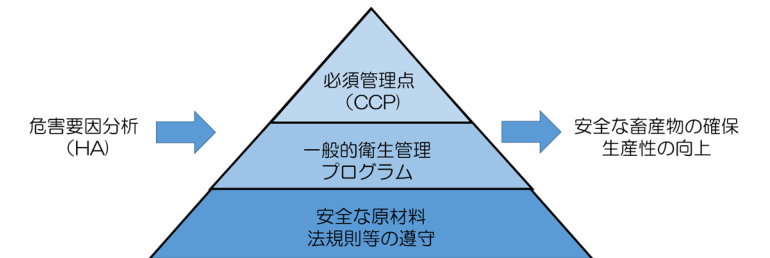 必須管理点
（CCP)
危害要因分析
（HA)
一般的衛生管理
プログラム
安全な原材料
法規則等の遵守
安全な畜産物の確保
生産性の向上